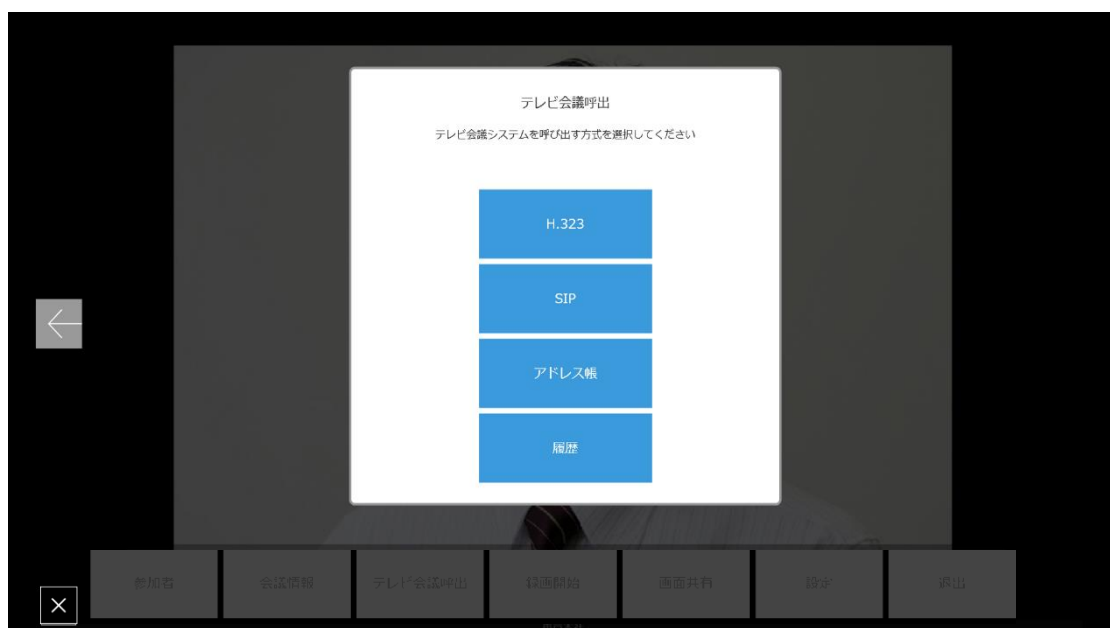 テレビ会議呼出
テレビ会議システムを呼び出す方式を選択してください
H.323
SIP
アドレス帳
履歴
参加者
会議情報
テレビ会議呼出
録画開始
画面共有
設定
退出